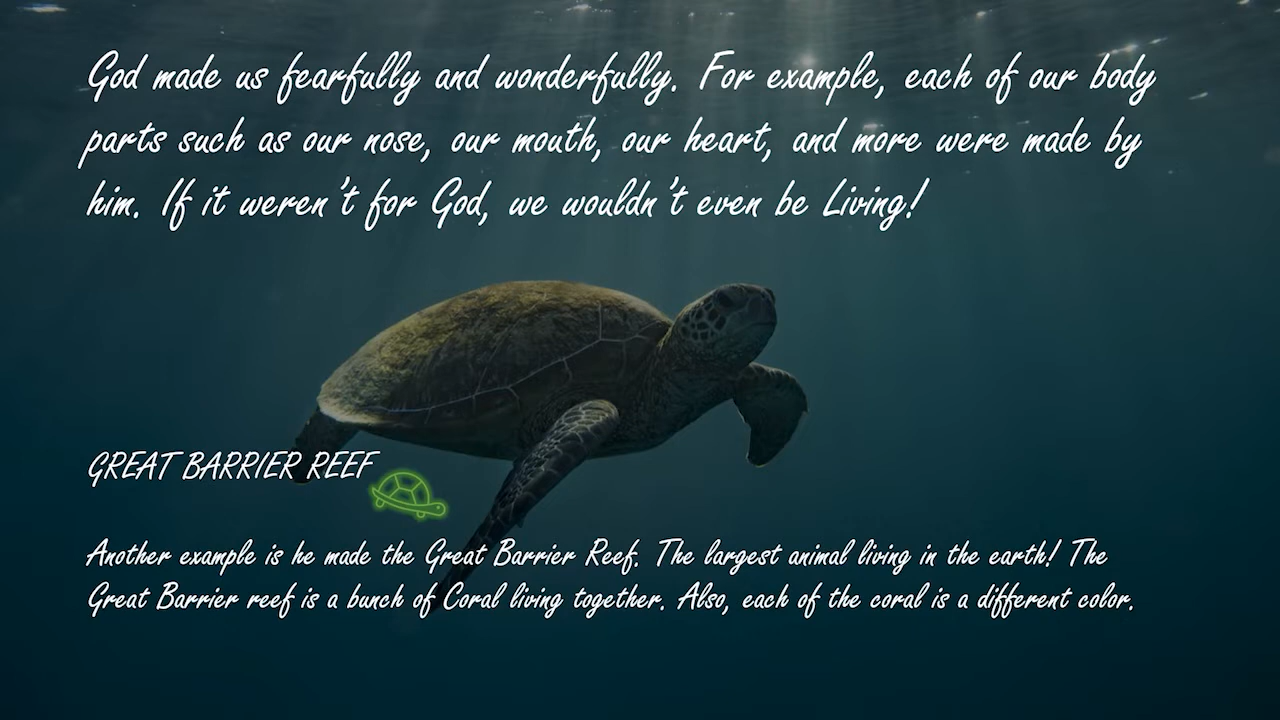 God made us fearfully and wonderfully. For example, each of our body
parts such as our nose, our mouth, our heart, and more were made by
him. If it weren't for God, we wouldn't even be Living!
GREAT BARRIER REEF
Another example is he made the Great Barrier Reef. The largest animal living in the earth! The
Great Barrier reef is a bunch of Coral living together. Also, each of the coral is a different color.